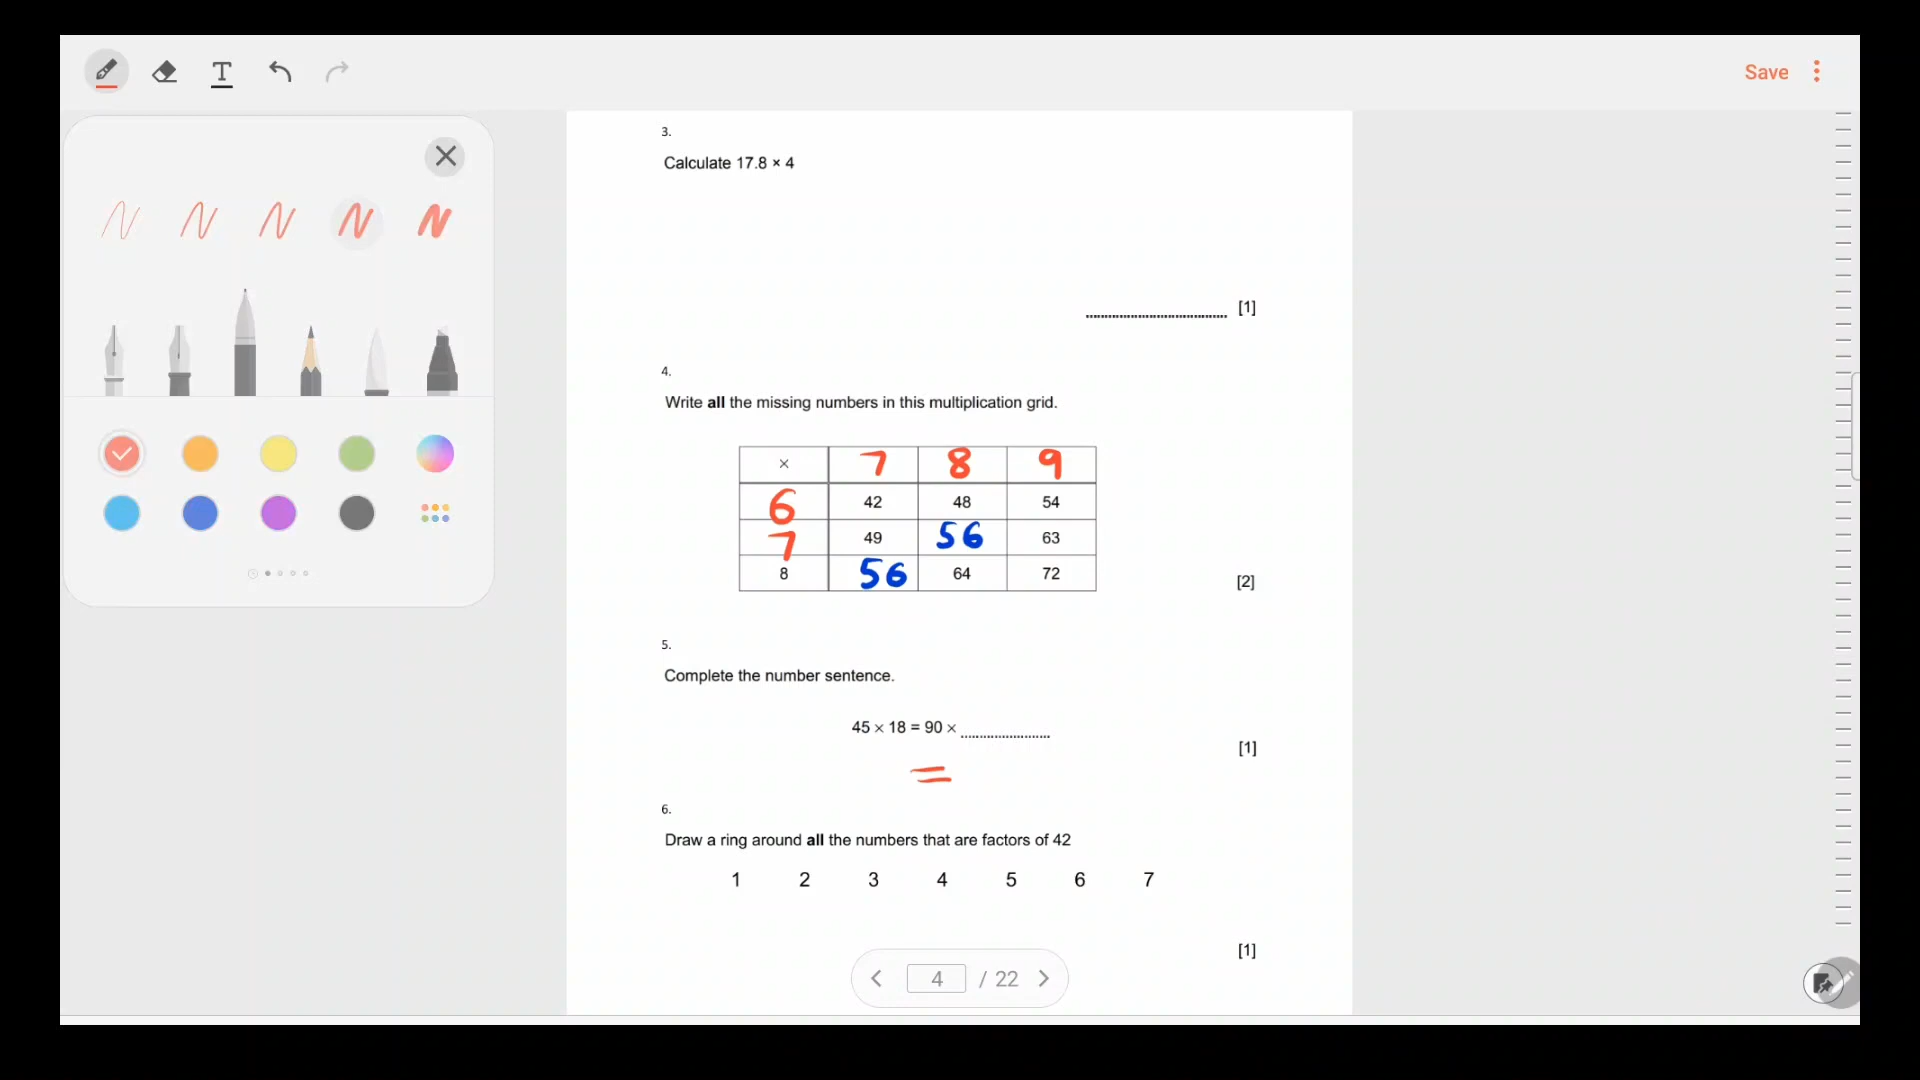 T
Save
3.
Calculate 17.8 × 4
.................................... [1]
4.
Write all the missing numbers in this multiplication grid.
× 7 8 9
6 42 48 54
7 49 56 63
8 56 64 72
[2]
5.
Complete the number sentence.
45 × 18 = 90 × ........................
[1]
=
6.
Draw a ring around all the numbers that are factors of 42
1 2 3 4 5 6 7
[1]
4 / 22